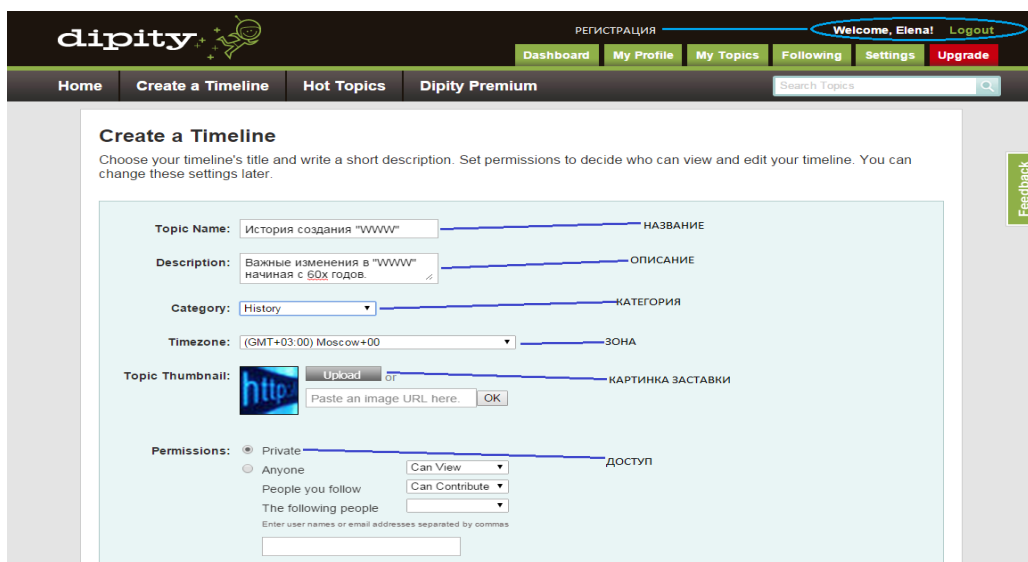 dipity
РЕГИСТРАЦИЯ
Welcome, Elena! Logout
Dashboard My Profile My Topics Following Settings Upgrade
Home Create a Timeline Hot Topics Dipity Premium Search Topics
Create a Timeline
Choose your timeline's title and write a short description. Set permissions to decide who can view and edit your timeline. You can
change these settings later.
Feedback
Topic Name: История создания "WWW" НАЗВАНИЕ
Description: Важные изменения в "WWW" ОПИСАНИЕ
начиная с 60х годов.
Category: History КАТЕГОРИЯ
Timezone: (GMT+03:00) Moscow+00 ЗОНА
Topic Thumbnail: http: Upload or
КАРТИНКА ЗАСТАВКИ
Paste an image URL here. OK
Permissions: Private
ДОСТУП
Anyone Can View
People you follow Can Contribute
The following people
Enter user names or email addresses separated by commas